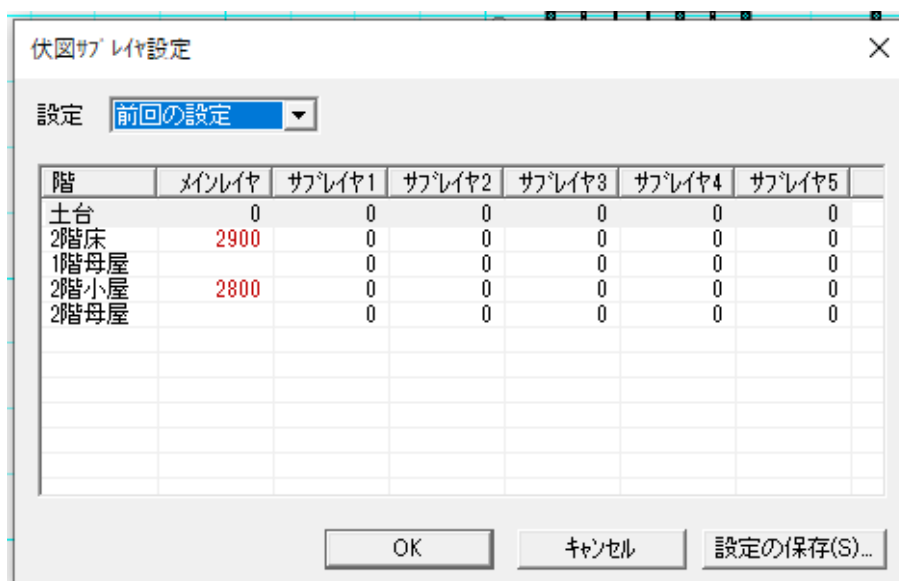 伏図ｻﾌﾞﾚｲﾔ設定
設定 前回の設定
階 ﾒｲﾝﾚｲﾔ ｻﾌﾞﾚｲﾔ1 ｻﾌﾞﾚｲﾔ2 ｻﾌﾞﾚｲﾔ3 ｻﾌﾞﾚｲﾔ4 ｻﾌﾞﾚｲﾔ5
土台 0 0 0 0 0 0
2階床 2900 0 0 0 0 0
1階母屋 0 0 0 0 0
2階小屋 2800 0 0 0 0 0
2階母屋 0 0 0 0 0
OK ｷｬﾝｾﾙ 設定の保存(S)...